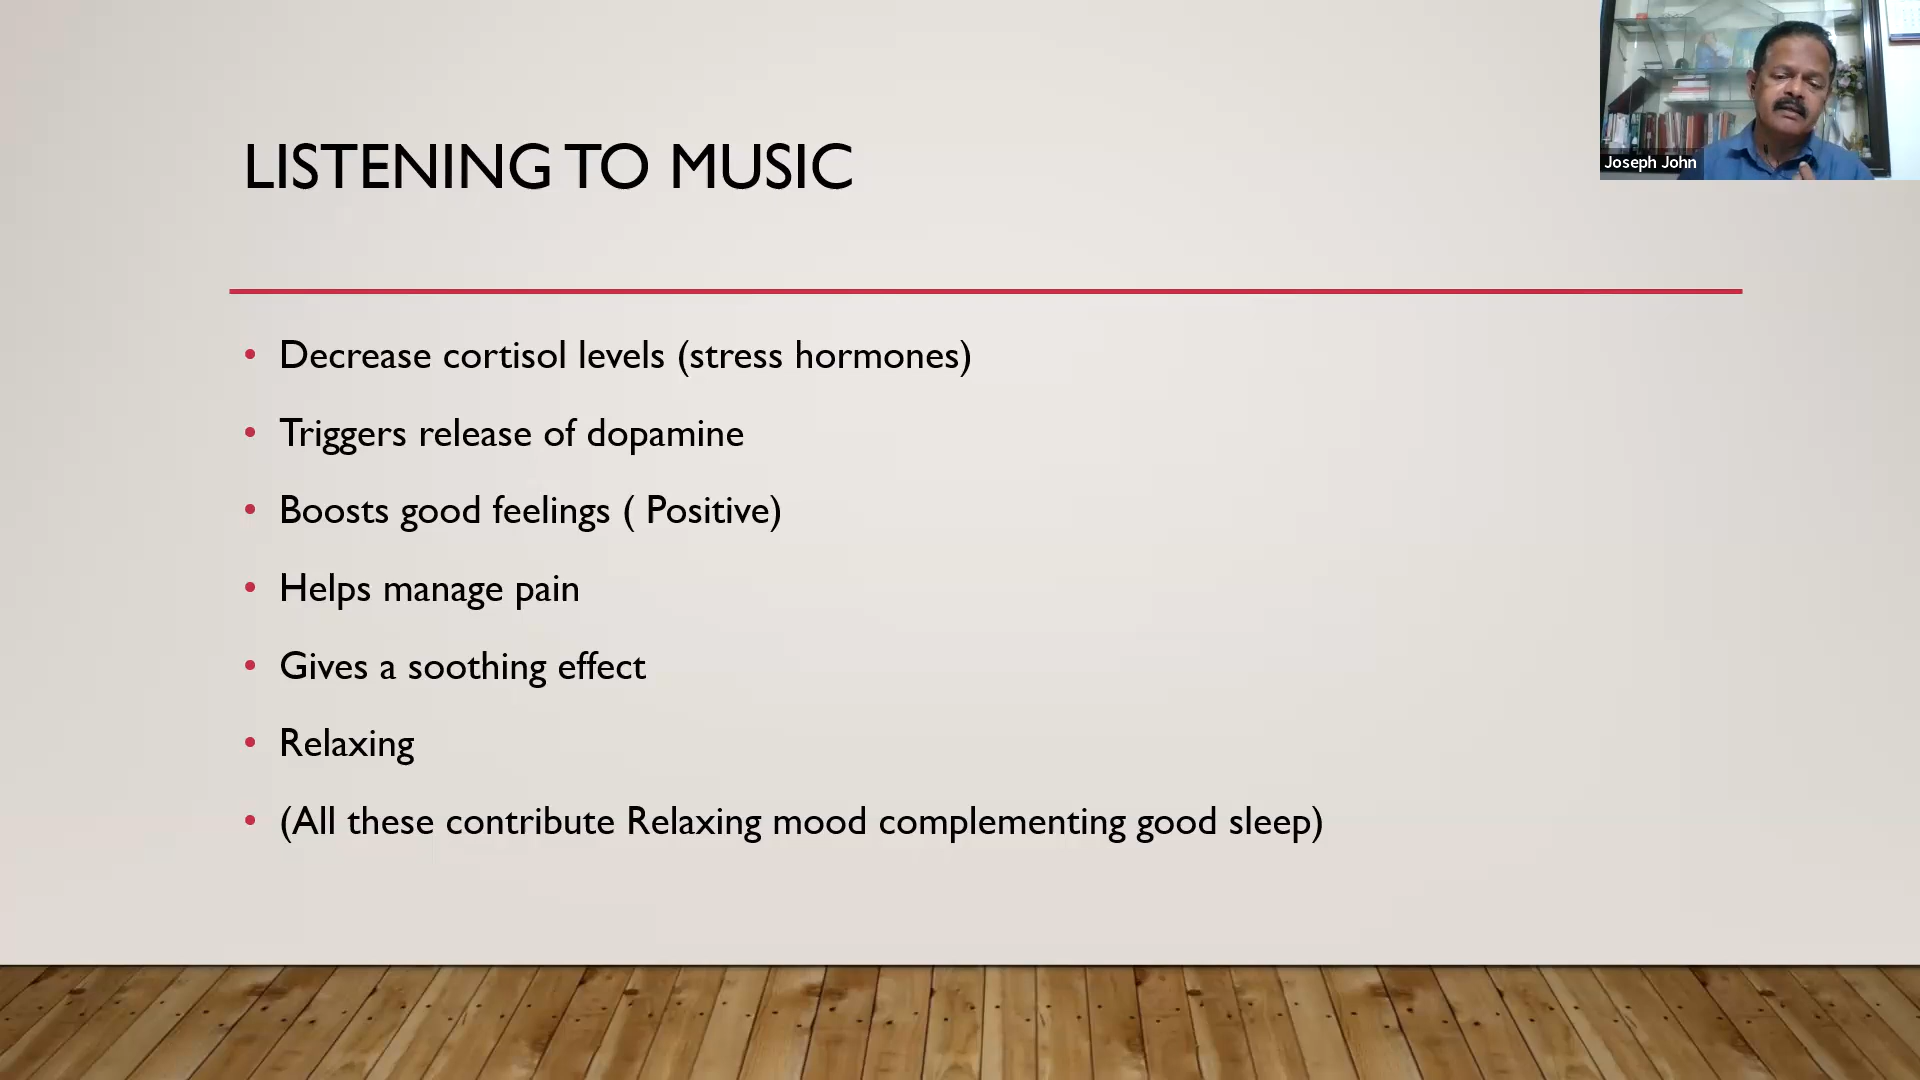 LISTENING TO MUSIC
Joseph John
• Decrease cortisol levels (stress hormones)
• Triggers release of dopamine
• Boosts good feelings ( Positive)
• Helps manage pain
• Gives a soothing effect
• Relaxing
• (All these contribute Relaxing mood complementing good sleep)